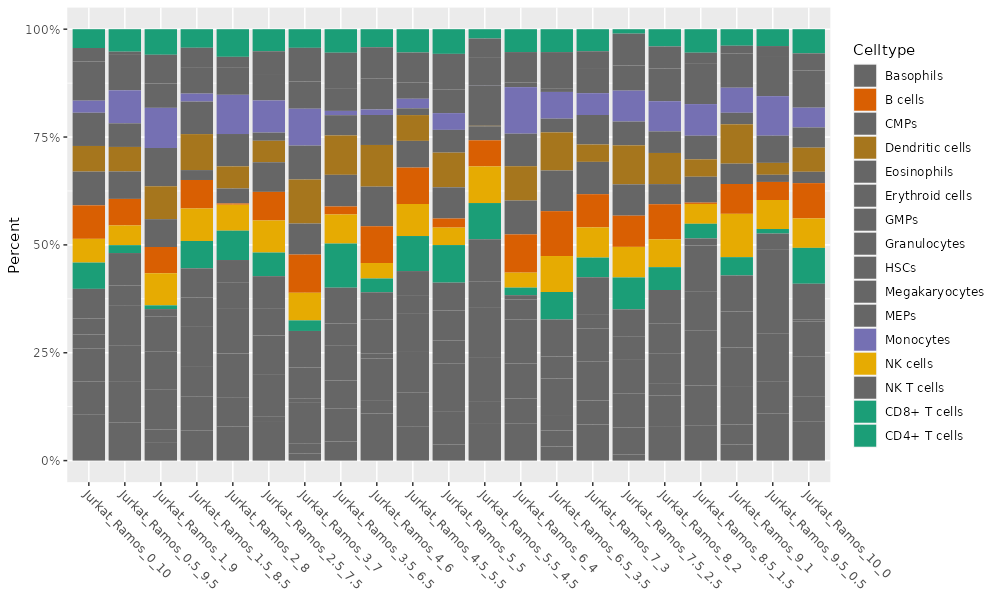 Percent
100%
75%
50%
25%
0%
Jurkat_Ramos_0_10
Jurkat_Ramos_0.5_9.5
Jurkat_Ramos_1_9
Jurkat_Ramos_1.5_8.5
Jurkat_Ramos_2_8
Jurkat_Ramos_2.5_7.5
Jurkat_Ramos_3_7
Jurkat_Ramos_3.5_6.5
Jurkat_Ramos_4_6
Jurkat_Ramos_4.5_5.5
Jurkat_Ramos_5_5
Jurkat_Ramos_5.5_4.5
Jurkat_Ramos_6_4
Jurkat_Ramos_6.5_3.5
Jurkat_Ramos_7_3
Jurkat_Ramos_7.5_2.5
Jurkat_Ramos_8_2
Jurkat_Ramos_8.5_1.5
Jurkat_Ramos_9_1
Jurkat_Ramos_9.5_0.5
Jurkat_Ramos_10_0
Celltype
Basophils
B cells
CMPs
Dendritic cells
Eosinophils
Erythroid cells
GMPs
Granulocytes
HSCs
Megakaryocytes
MEPs
Monocytes
NK cells
NK T cells
CD8+ T cells
CD4+ T cells